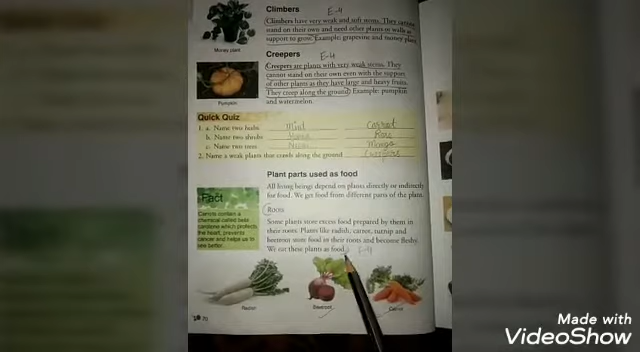 Climbers E-4
Climbers have very weak and soft stems. They cannot
stand on their own and need other plants or walls as
support to grow. Example: grapevine and money plant
Money plant
Creepers E-4
Creepers are plants with very weak stems. They
cannot stand on their own even with the support
of other plants as they have large and heavy fruits.
They creep along the ground. Example: pumpkin
and watermelon.
Pumpkin
Quick Quiz
1. a. Name two herbs Mint
b. Name two shrubs Rose
c. Name two trees Neem Mango
2. Name a weak plants that crawls along the ground Creepers
Plant parts used as food
All living beings depend on plants directly or indirectly
for food. We get food from different parts of the plant.
Fact
Carrots contain a
chemical called beta
carotene which protects
the heart, prevents
cancer and helps us to
see better.
Roots
Some plants store excess food prepared by them in
their roots. Plants like radish, carrot, turnip and
beetroot store food in their roots and become fleshy.
We eat these plants as food. E-4
Radish
Beetroot
Carrot
Made with
VideoShow